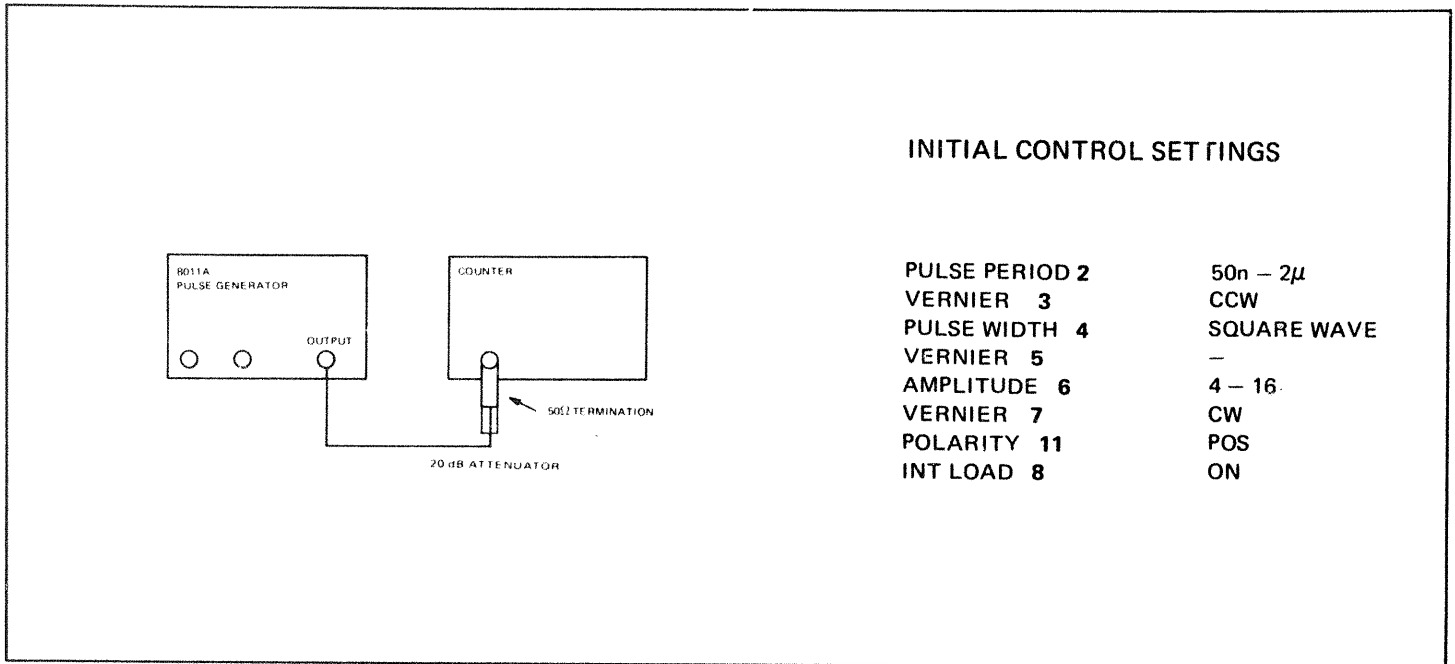 INITIAL CONTROL SETTINGS
8011A
PULSE GENERATOR
OUTPUT
COUNTER
50Ω TERMINATION
20 dB ATTENUATOR
PULSE PERIOD 2 50n – 2μ
VERNIER 3 CCW
PULSE WIDTH 4 SQUARE WAVE
VERNIER 5 –
AMPLITUDE 6 4 – 16
VERNIER 7 CW
POLARITY 11 POS
INT LOAD 8 ON